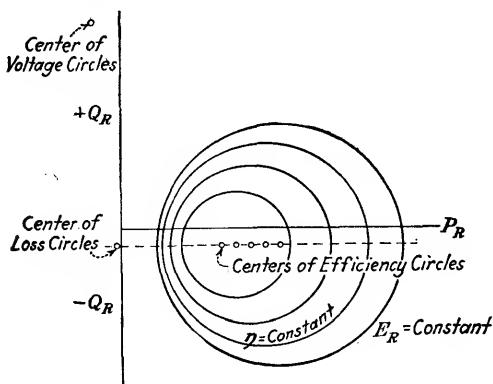 Center of
Voltage Circles
+Q_R
Center of
Loss Circles
P_R
Centers of Efficiency Circles
-Q_R
η=Constant
E_R=Constant